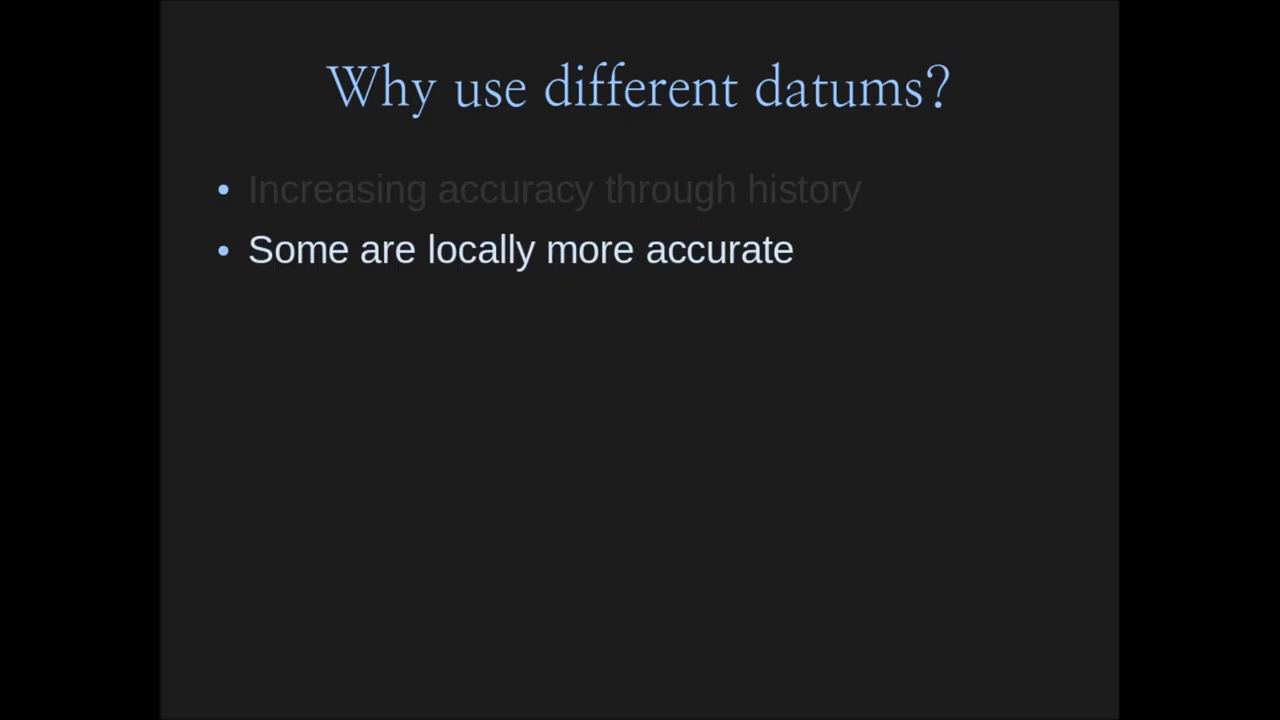 Why use different datums?
• Increasing accuracy through history
• Some are locally more accurate